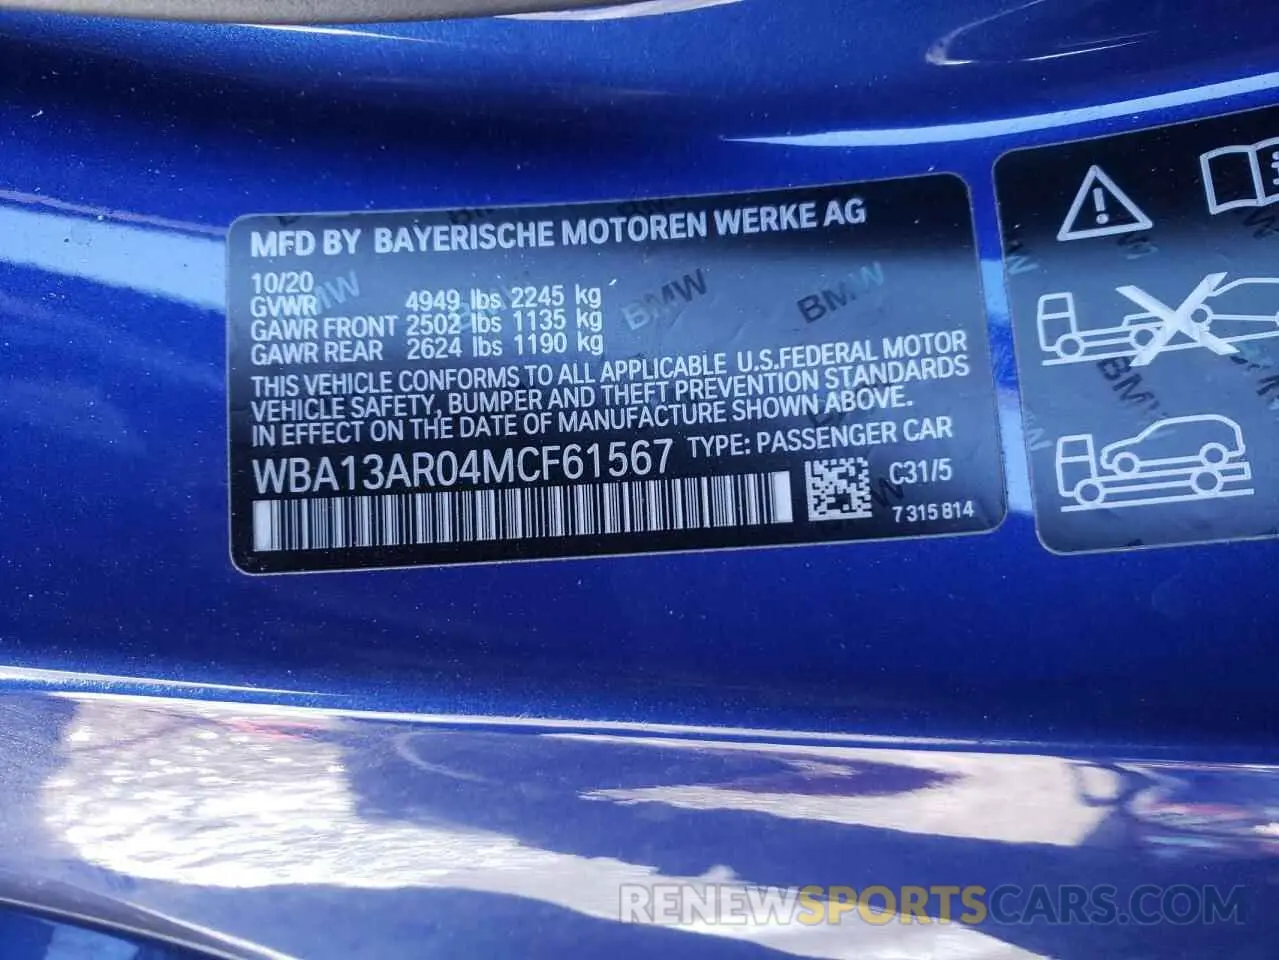 MFD BY BAYERISCHE MOTOREN WERKE AG
10/20
GVWR 4949 lbs 2245 kg
GAWR FRONT 2502 lbs 1135 kg
GAWR REAR 2624 lbs 1190 kg
THIS VEHICLE CONFORMS TO ALL APPLICABLE U.S.FEDERAL MOTOR
VEHICLE SAFETY, BUMPER AND THEFT PREVENTION STANDARDS
IN EFFECT ON THE DATE OF MANUFACTURE SHOWN ABOVE.
WBA13AR04MCF61567 TYPE: PASSENGER CAR
C31/5
7 315 814
BMW
BMW
BMW
RENEWSPORTSCARS.COM